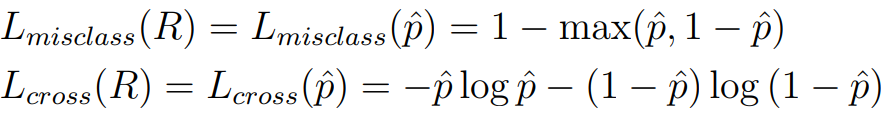 L_{misclass}(R) = L_{misclass}(\hat{p}) = 1 − max(\hat{p}, 1 − \hat{p})
L_{cross}(R) = L_{cross}(\hat{p}) = −\hat{p} log \hat{p} − (1 − \hat{p}) log (1 − \hat{p})